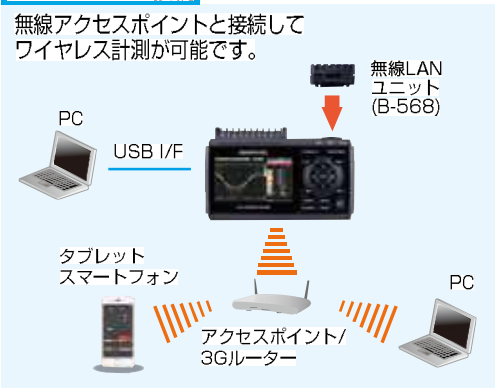 無線アクセスポイントと接続して
ワイヤレス計測が可能です。
無線LAN
ユニット
(B-568)
PC
USB I/F
タブレット
スマートフォン
PC
アクセスポイント/
3Gルーター